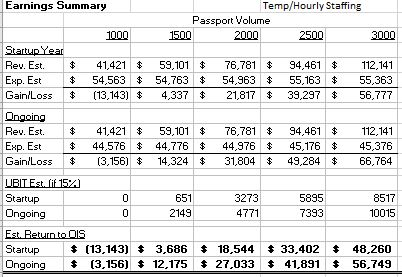 Earnings Summary Temp/Hourly Staffing
Passport Volume
1000 1500 2000 2500 3000
Startup Year
Rev. Est. $ 41,421 $ 59,101 $ 76,781 $ 94,461 $ 112,141
Exp. Est $ 54,563 $ 54,763 $ 54,963 $ 55,163 $ 55,363
Gain/Loss $ (13,143) $ 4,337 $ 21,817 $ 39,297 $ 56,777
Ongoing
Rev. Est. $ 41,421 $ 59,101 $ 76,781 $ 94,461 $ 112,141
Exp. Est $ 44,576 $ 44,776 $ 44,976 $ 45,176 $ 45,376
Gain/Loss $ (3,156) $ 14,324 $ 31,804 $ 49,284 $ 66,764
UBIT Est. (if 15%)
Startup 0 651 3273 5895 8517
Ongoing 0 2149 4771 7393 10015
Est. Return to OIS
Startup $ (13,143) $ 3,686 $ 18,544 $ 33,402 $ 48,260
Ongoing $ (3,156) $ 12,175 $ 27,033 $ 41,891 $ 56,749